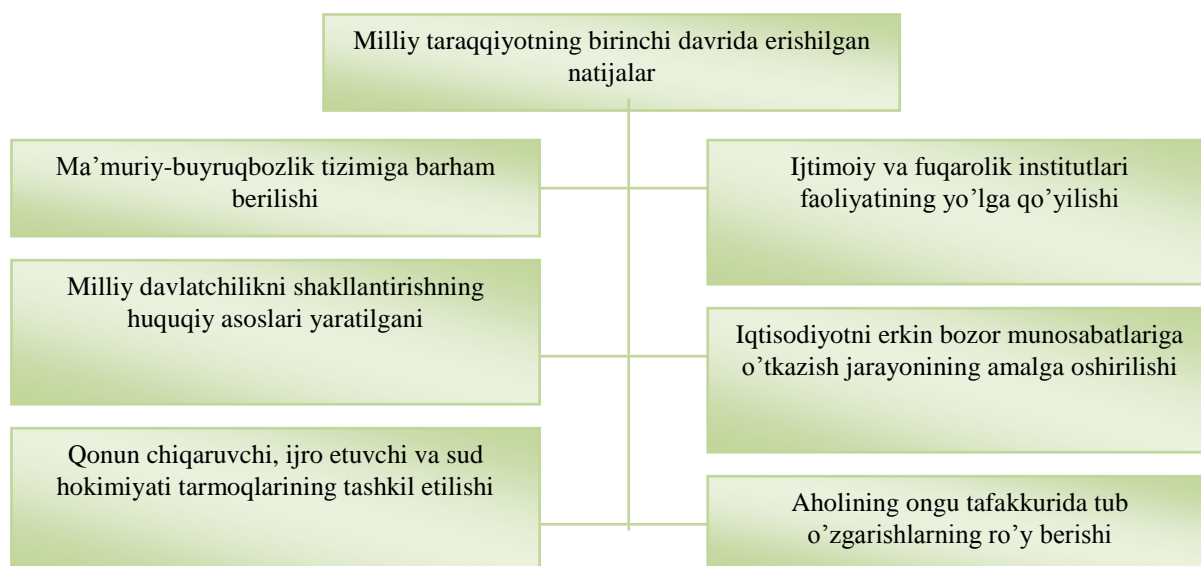 Milliy taraqqiyotning birinchi davrida erishilgan
natijalar
Ma’muriy-buyruqbozlik tizimiga barham
berilishi
Ijtimoiy va fuqarolik institutlari
faoliyatining yo’lga qo’yilishi
Milliy davlatchilikni shakllantirishning
huquqiy asoslari yaratilgani
Iqtisodiyotni erkin bozor munosabatlariga
o’tkazish jarayonining amalga oshirilishi
Qonun chiqaruvchi, ijro etuvchi va sud
hokimiyati tarmoqlarining tashkil etilishi
Aholining ongu tafakkurida tub
o’zgarishlarning ro’y berishi